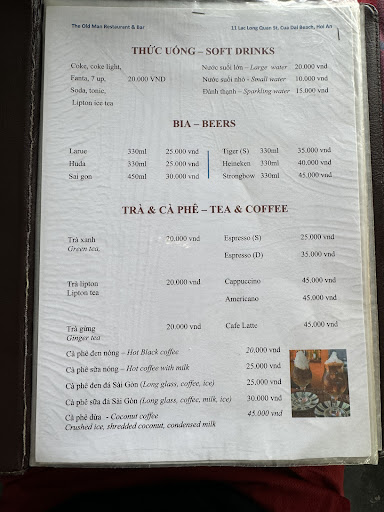 The Old Man Restaurant & Bar 11 Lac Long Quan St, Cua Dai Beach, Hoi An
THỨC UỐNG – SOFT DRINKS
Coke, coke light, Nước suối lớn – Large water 20.000 vnd
Fanta, 7 up, 20.000 VND Nước suối nhỏ - Small water 10.000 vnd
Soda, tonic, Đảnh thạnh – Sparkling water 15.000 vnd
Lipton ice tea
BIA – BEERS
Larue 330ml 25.000 vnd Tiger (S) 330ml 35.000 vnd
Huda 330ml 25.000 vnd Heineken 330ml 40.000 vnd
Sai gon 450ml 30.000 vnd Strongbow 330ml 45.000 vnd
TRÀ & CÀ PHÊ – TEA & COFFEE
Trà xanh 20.000 vnd Espresso (S) 25.000 vnd
Green tea,
Espresso (D) 35.000 vnd
Trà lipton 20.000 vnd Cappuccino 45.000 vnd
Lipton tea
Americano 45.000 vnd
Trà gừng 20.000 vnd Cafe Latte 45.000 vnd
Ginger tea
Cà phê đen nóng – Hot Black coffee 20.000 vnd
Cà phê sữa nóng – Hot coffee with milk 25.000 vnd
Cà phê đen đá Sài Gòn (Long glass, coffee, ice) 25.000 vnd
Cà phê sữa đá Sài Gòn (Long glass, coffee, milk, ice) 30.000 vnd
Cà phê dừa - Coconut coffee 45.000 vnd
Crushed ice, shredded coconut, condensed milk